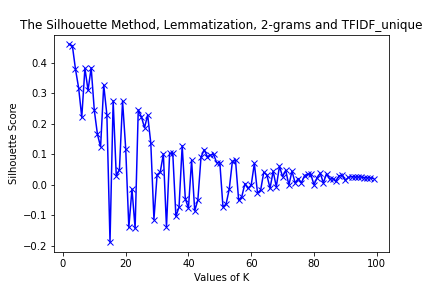 The Silhouette Method, Lemmatization, 2-grams and TFIDF_unique
Silhouette Score
0.4
0.3
0.2
0.1
0.0
−0.1
−0.2
0 20 40 60 80 100
Values of K